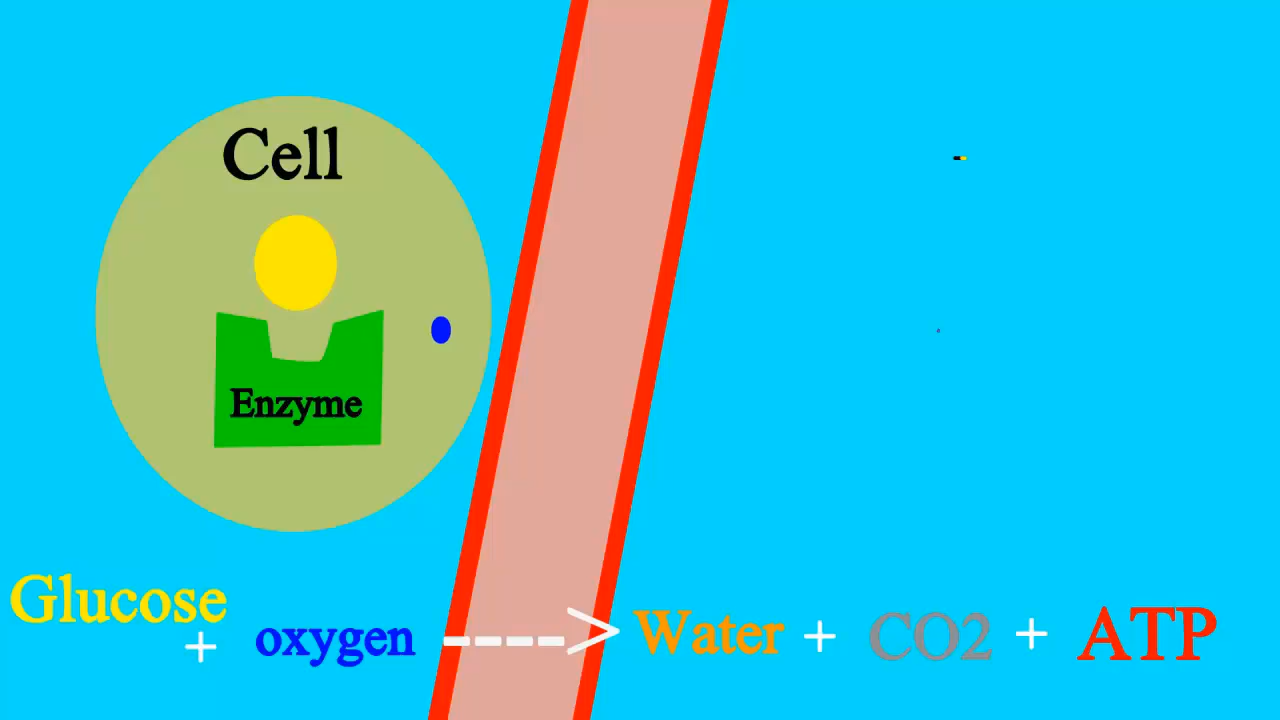 Cell
Enzyme
Glucose + oxygen ----> Water + CO2 + ATP